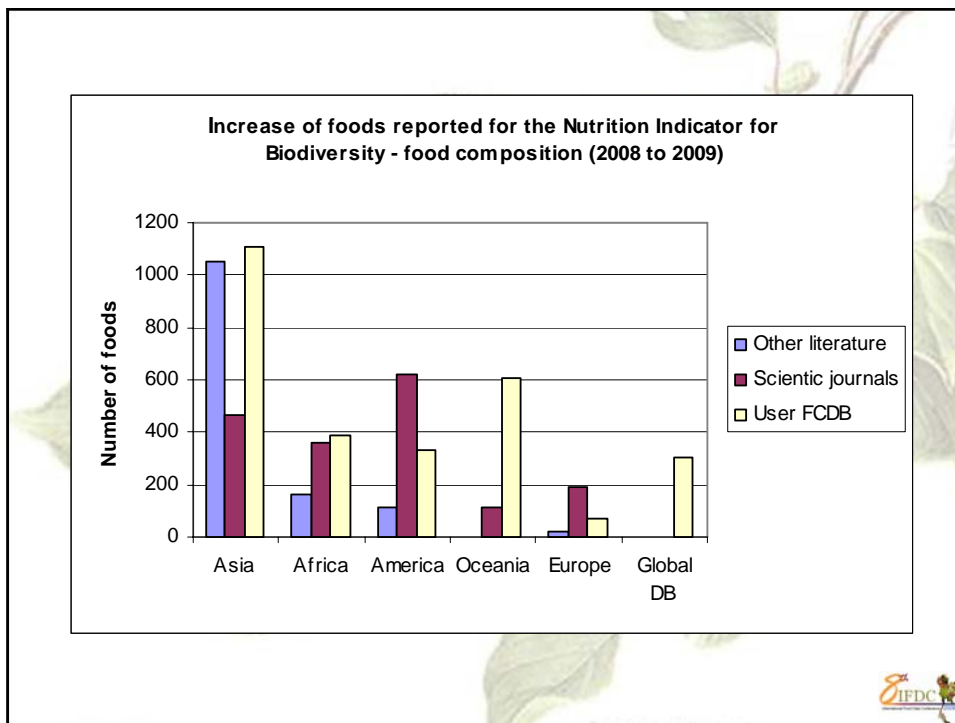 Increase of foods reported for the Nutrition Indicator for
Biodiversity - food composition (2008 to 2009)
1200
1000
800
600
400
200
0
Number of foods
Asia
Africa
America
Oceania
Europe
Global
DB
Other literature
Scientic journals
User FCDB
8th IFDC